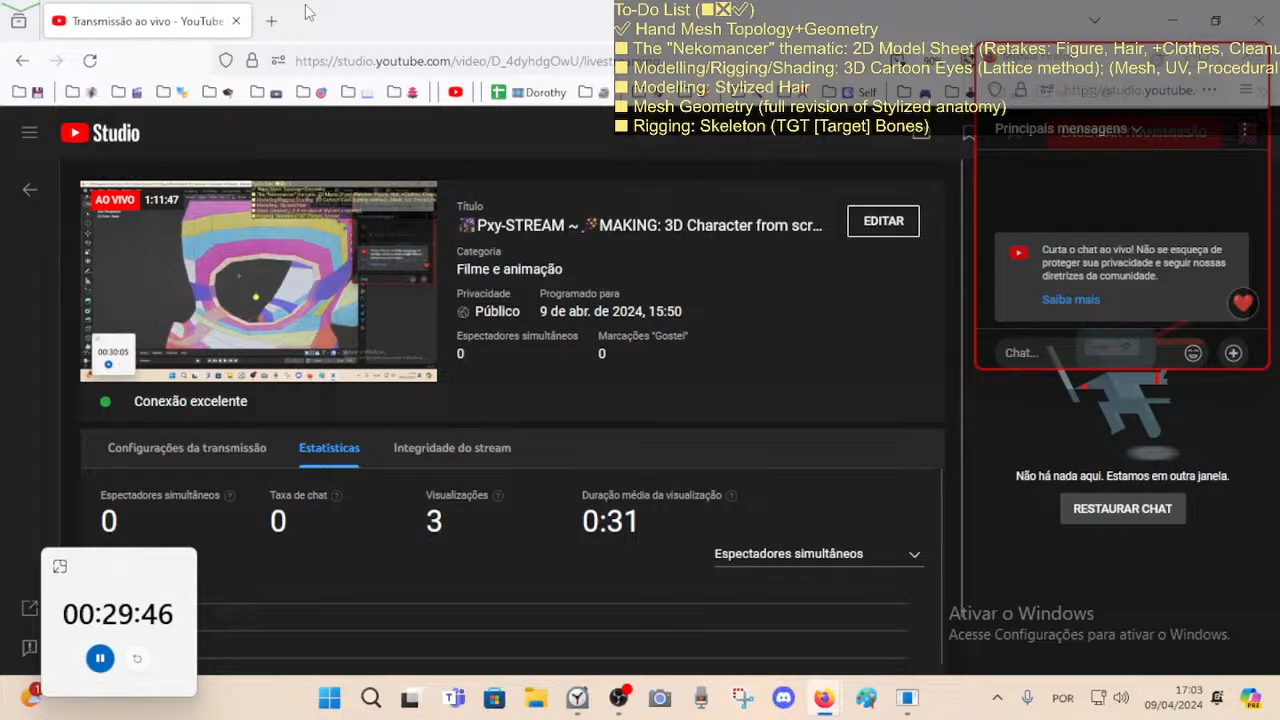 Transmissão ao vivo - YouTube
To-Do List (■❎✅)
✅ Hand Mesh Topology+Geometry
■ The "Nekomancer" thematic: 2D Model Sheet (Retakes: Figure, Hair, +Clothes, Cleanu
■ Modelling/Rigging/Shading: 3D Cartoon Eyes (Lattice method); (Mesh, UV, Procedural
■ Modelling: Stylized Hair
■ Mesh Geometry (full revision of Stylized anatomy)
■ Rigging: Skeleton (TGT [Target] Bones)
https://studio.youtube.com/video/D_4dyhdgOwU/livestreaming
https://studio.youtube.
Dorothy
Self
Studio
Principais mensagens
AO VIVO 1:11:47
Título
Pxy-STREAM ~ MAKING: 3D Character from scr...
EDITAR
Categoria
Filme e animação
Privacidade Programado para
Público 9 de abr. de 2024, 15:50
Espectadores simultâneos Marcações "Gostei"
0 0
00:30:05
Conexão excelente
Curta o chat ao vivo! Não se esqueça de
proteger sua privacidade e seguir nossas
diretrizes da comunidade.
Saiba mais
Chat...
Configurações da transmissão Estatísticas Integridade do stream
Não há nada aqui. Estamos em outra janela.
RESTAURAR CHAT
Espectadores simultâneos Taxa de chat Visualizações Duração média da visualização
0 0 3 0:31
Espectadores simultâneos
00:29:46
Ativar o Windows
Acesse Configurações para ativar o Windows.
1
POR
17:03
09/04/2024
PRE